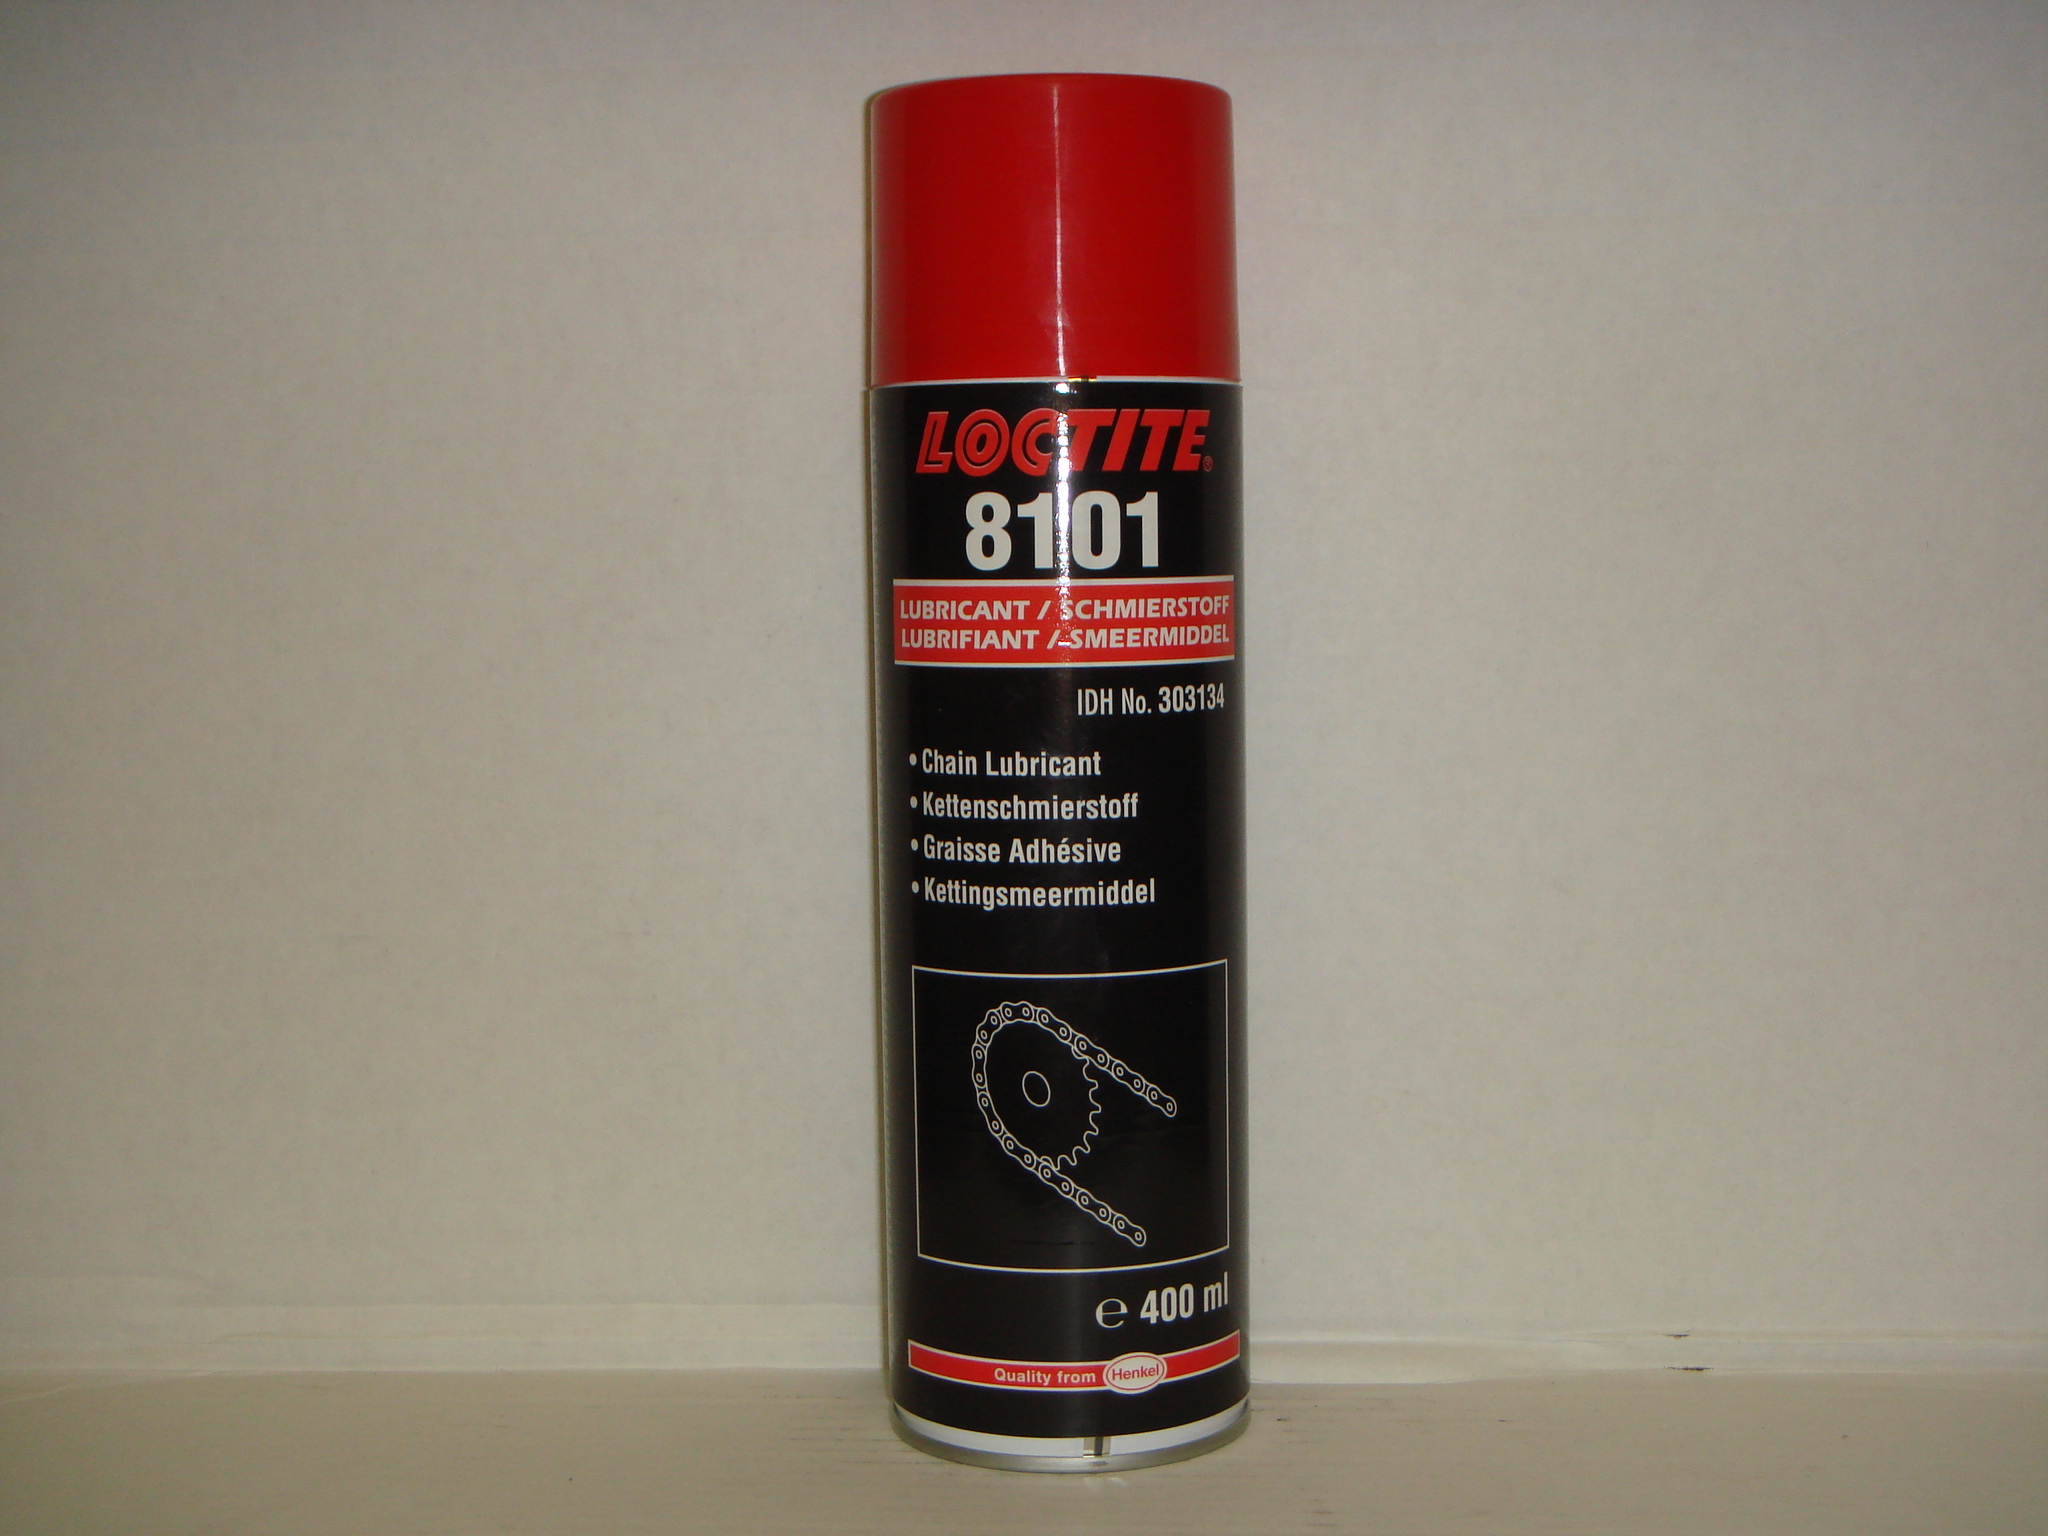 LOCTITE®
8101
LUBRICANT / SCHMIERSTOFF
LUBRIFIANT / SMEERMIDDEL
IDH No. 303134
• Chain Lubricant
• Kettenschmierstoff
• Graisse Adhésive
• Kettingsmeermiddel
℮ 400 ml
Quality from Henkel